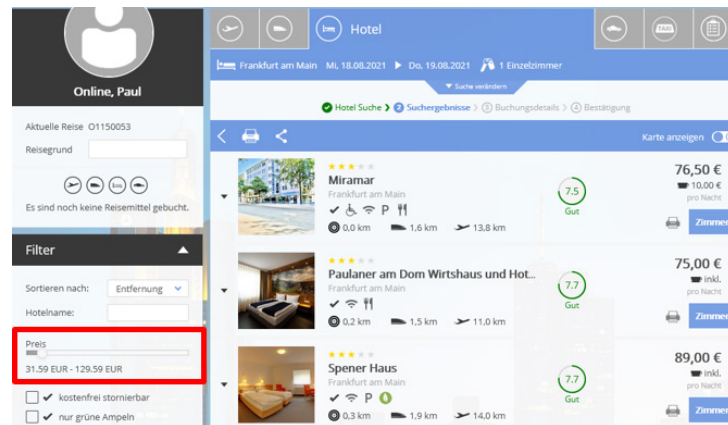 Hotel
TAXI
Frankfurt am Main Mi, 18.08.2021 Do, 19.08.2021 1 Einzelzimmer
Suche verändern
Hotel Suche 2 Suchergebnisse 3 Buchungsdetails 4 Bestätigung
Online, Paul
Aktuelle Reise O1150053
Reisegrund
Es sind noch keine Reisemittel gebucht.
Filter
Sortieren nach: Entfernung
Hotelname:
Preis
31.59 EUR - 129.59 EUR
kostenfrei stornierbar
nur grüne Ampeln
Karte anzeigen
Miramar
Frankfurt am Main
P
0,0 km 1,6 km 13,8 km
7.5
Gut
76,50 €
10,00 €
pro Nacht
Zimmer
Paulaner am Dom Wirtshaus und Hot...
Frankfurt am Main
0,2 km 1,5 km 11,0 km
7.7
Gut
75,00 €
inkl.
pro Nacht
Zimmer
Spener Haus
Frankfurt am Main
P
0,3 km 1,9 km 14,0 km
7.7
Gut
89,00 €
inkl.
pro Nacht
Zimmer